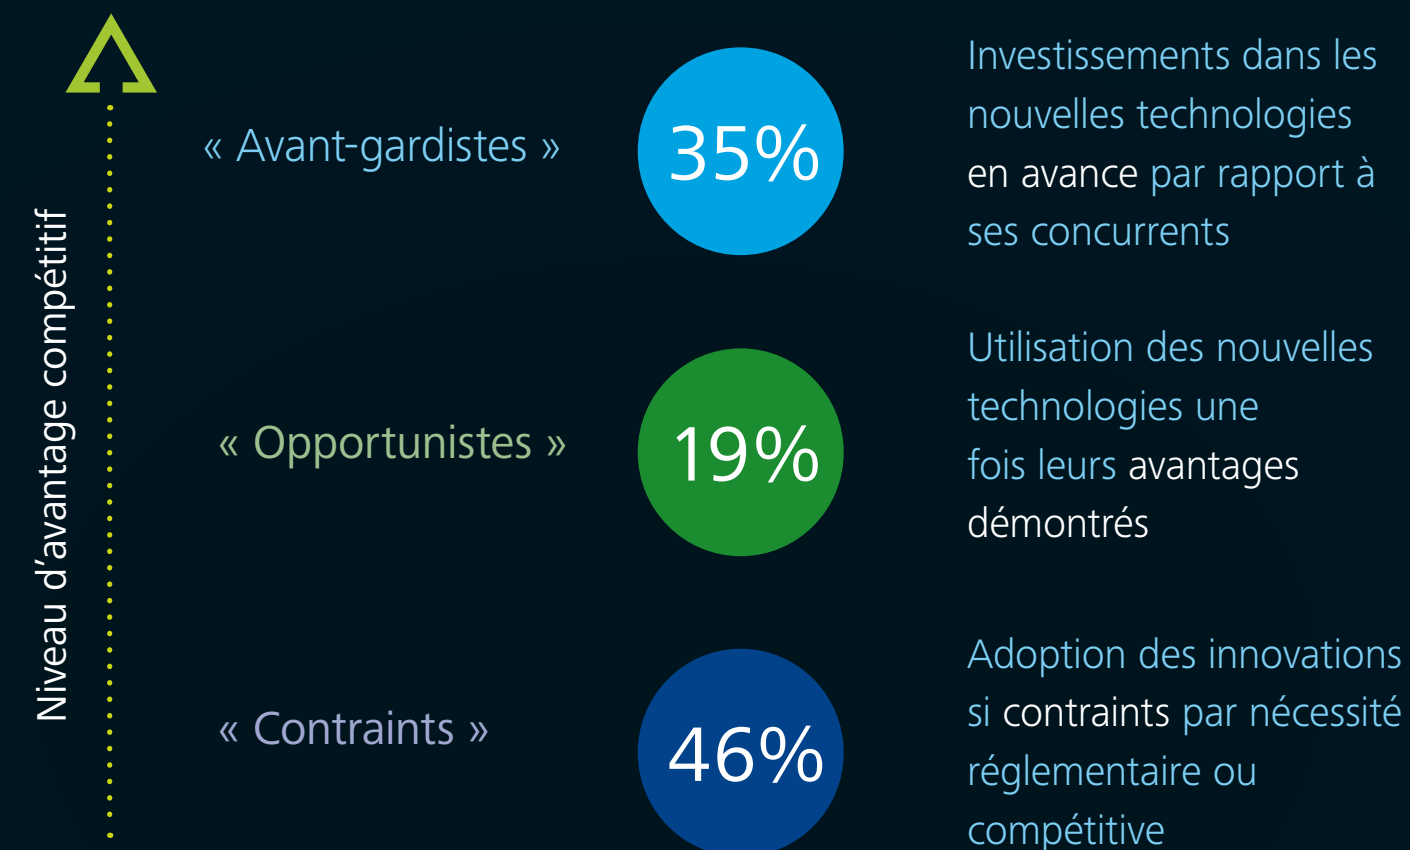 Niveau d’avantage compétitif
« Avant-gardistes »
35%
Investissements dans les
nouvelles technologies
en avance par rapport à
ses concurrents
« Opportunistes »
19%
Utilisation des nouvelles
technologies une
fois leurs avantages
démontrés
« Contraints »
46%
Adoption des innovations
si contraints par nécessité
réglementaire ou
compétitive